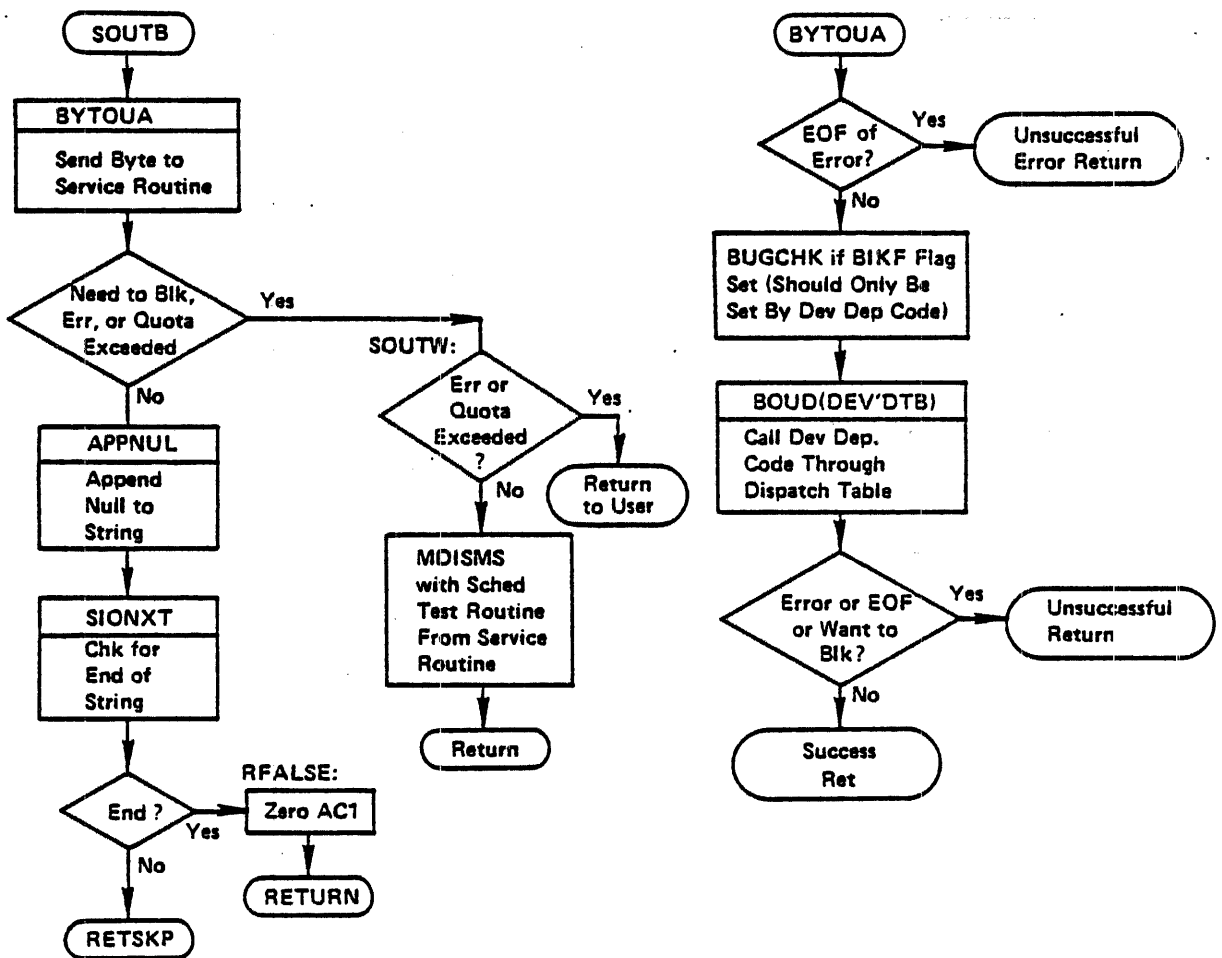 SOUTB
BYTOUA
Send Byte to
Service Routine
Need to Blk,
Err, or Quota
Exceeded
Yes
No
APPNUL
Append
Null to
String
SIONXT
Chk for
End of
String
End ?
Yes
No
RFALSE:
Zero AC1
RETURN
RETSKP
SOUTW:
Err or
Quota
Exceeded
?
Yes
No
Return
to User
MDISMS
with Sched
Test Routine
From Service
Routine
Return
BYTOUA
EOF of
Error?
Yes
No
Unsuccessful
Error Return
BUGCHK if BIKF Flag
Set (Should Only Be
Set By Dev Dep Code)
BOUD(DEV'DTB)
Call Dev Dep.
Code Through
Dispatch Table
Error or EOF
or Want to
Blk?
Yes
No
Unsuccessful
Return
Success
Ret